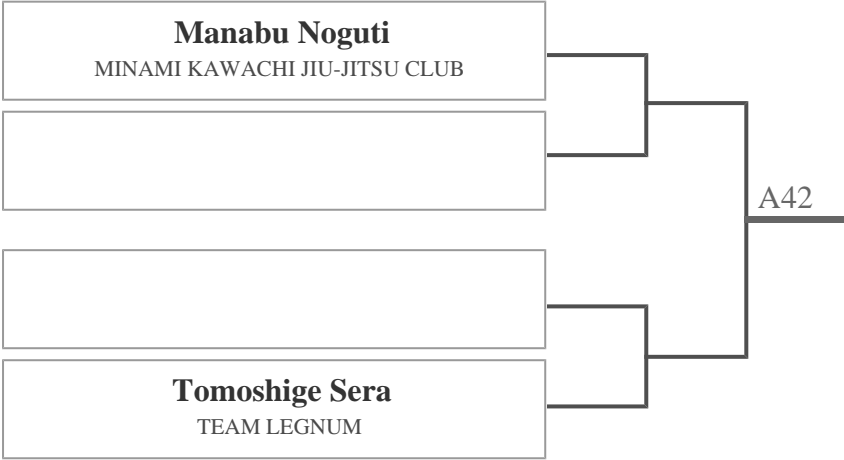 Manabu Noguti
MINAMI KAWACHI JIU-JITSU CLUB
A42
Tomoshige Sera
TEAM LEGNUM